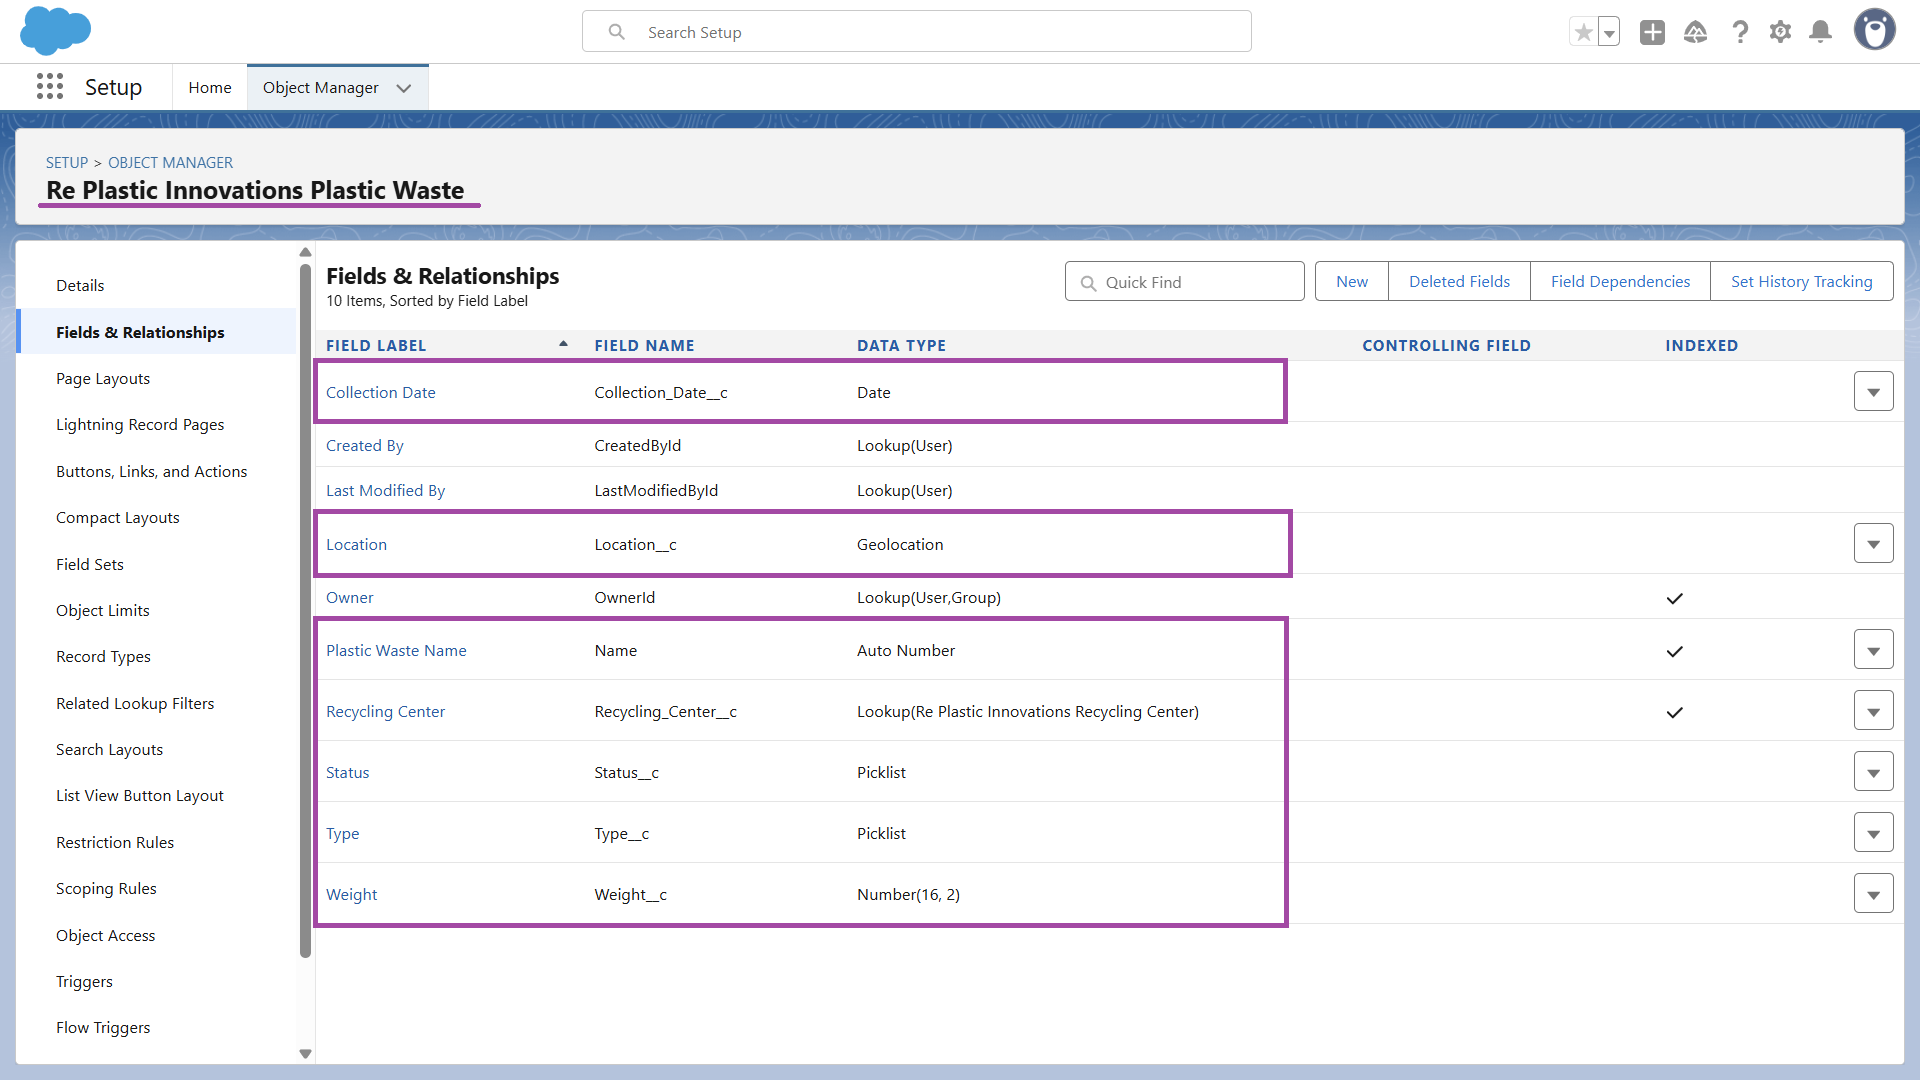 Search Setup
Setup
Home
Object Manager
SETUP > OBJECT MANAGER
Re Plastic Innovations Plastic Waste
Details
Fields & Relationships
Page Layouts
Lightning Record Pages
Buttons, Links, and Actions
Compact Layouts
Field Sets
Object Limits
Record Types
Related Lookup Filters
Search Layouts
List View Button Layout
Restriction Rules
Scoping Rules
Object Access
Triggers
Flow Triggers
Fields & Relationships
10 Items, Sorted by Field Label
Quick Find
New
Deleted Fields
Field Dependencies
Set History Tracking
FIELD LABEL FIELD NAME DATA TYPE CONTROLLING FIELD INDEXED
Collection Date Collection_Date__c Date
Created By CreatedById Lookup(User)
Last Modified By LastModifiedById Lookup(User)
Location Location__c Geolocation
Owner OwnerId Lookup(User,Group)
Plastic Waste Name Name Auto Number
Recycling Center Recycling_Center__c Lookup(Re Plastic Innovations Recycling Center)
Status Status__c Picklist
Type Type__c Picklist
Weight Weight__c Number(16, 2)